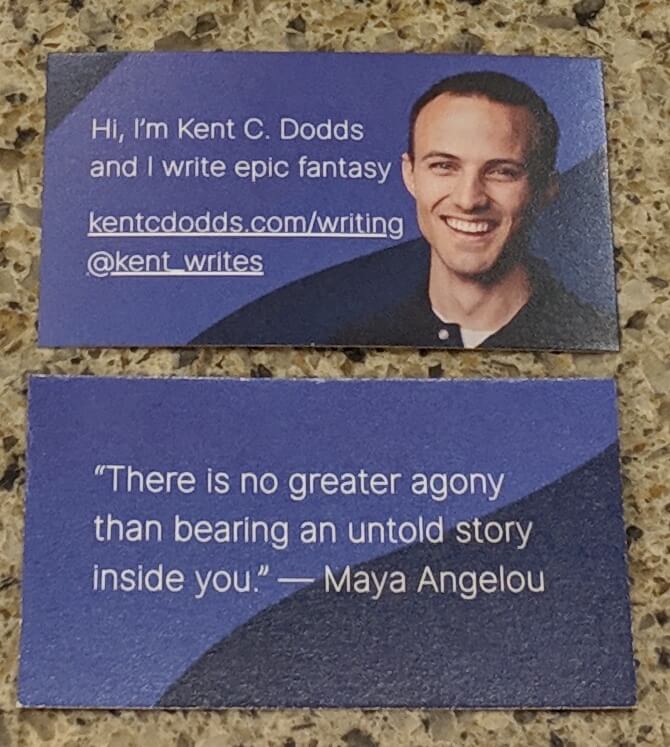 Hi, I'm Kent C. Dodds
and I write epic fantasy
kentcdodds.com/writing
@kent_writes
“There is no greater agony
than bearing an untold story
inside you.” — Maya Angelou